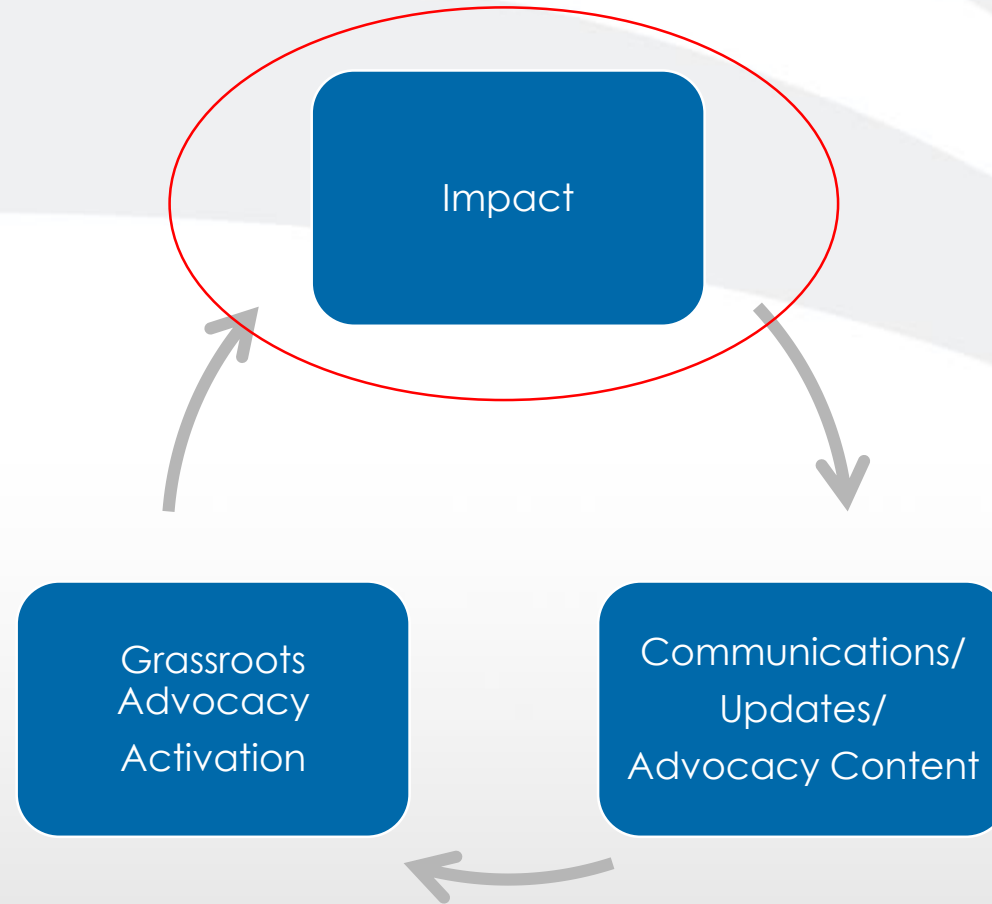 Impact
Grassroots
Advocacy
Activation
Communications/
Updates/
Advocacy Content